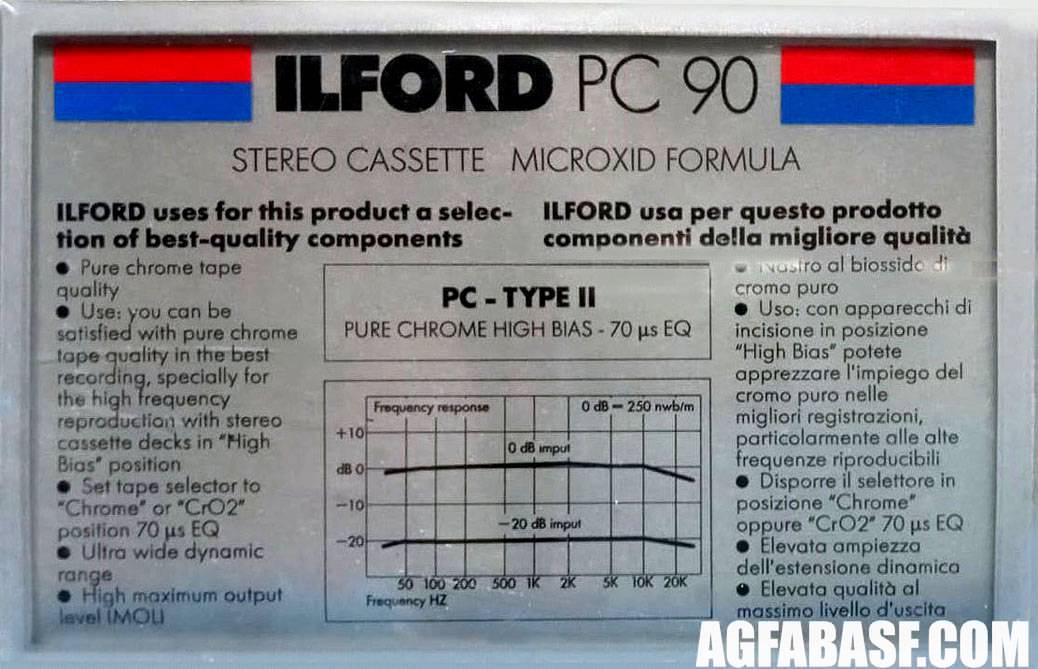 ILFORD PC 90
STEREO CASSETTE MICROXID FORMULA
ILFORD uses for this product a selec-
tion of best-quality components
● Pure chrome tape
quality
● Use: you can be
satisfied with pure chrome
tape quality in the best
recording, specially for
the high frequency
reproduction with stereo
cassette decks in "High
Bias" position
● Set tape selector to
"Chrome" or "CrO2"
position 70 µs EQ
● Ultra wide dynamic
range
● High maximum output
level (MOL)
PC - TYPE II
PURE CHROME HIGH BIAS - 70 µs EQ
Frequency response 0 dB = 250 nwb/m
+10
0 dB imput
dB 0
-10
-20 dB imput
-20
50 100 200 500 1K 2K 5K 10K 20K
Frequency HZ
ILFORD usa per questo prodotto
componenti della migliore qualità
● Nastro al biossido di
cromo puro
● Uso: con apparecchi di
incisione in posizione
"High Bias" potete
apprezzare l'impiego del
cromo puro nelle
migliori registrazioni,
particolarmente alle alte
frequenze riproducibili
● Disporre il selettore in
posizione "Chrome"
oppure "CrO2" 70 µs EQ
● Elevata ampiezza
dell'estensione dinamica
● Elevata qualità al
massimo livello d'uscita
AGFABASF.COM